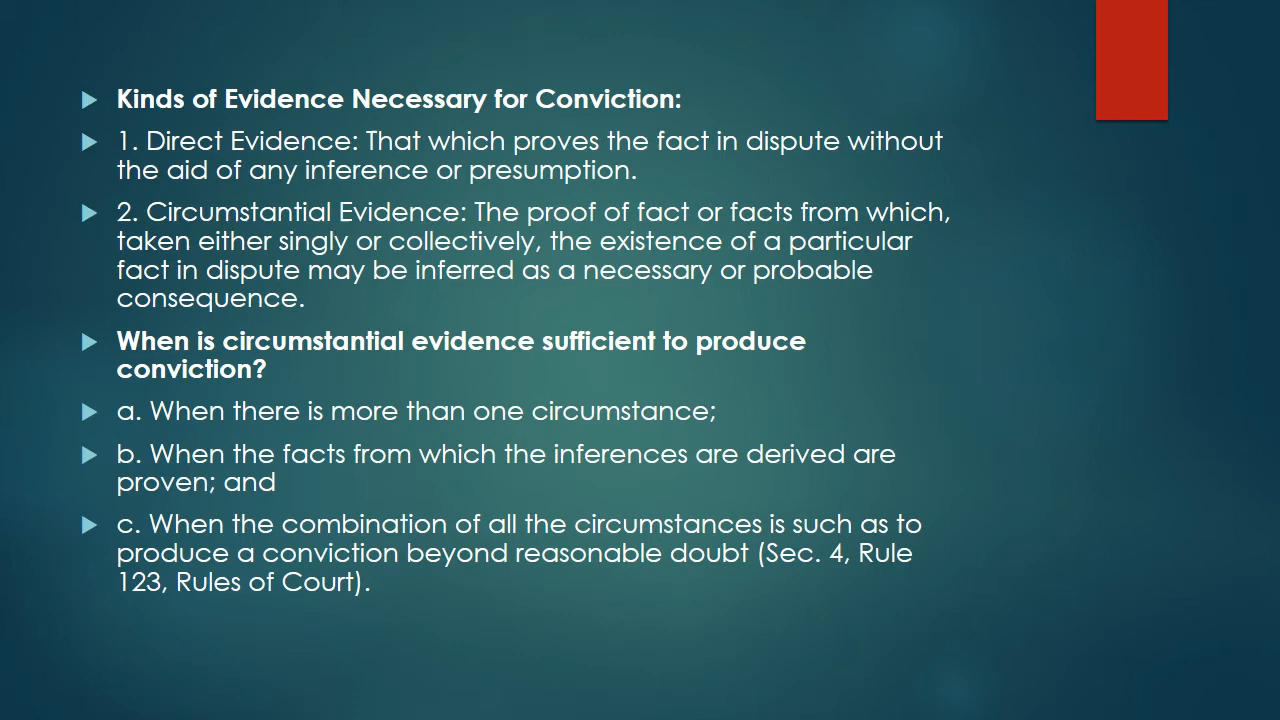 Kinds of Evidence Necessary for Conviction:
1. Direct Evidence: That which proves the fact in dispute without
the aid of any inference or presumption.
2. Circumstantial Evidence: The proof of fact or facts from which,
taken either singly or collectively, the existence of a particular
fact in dispute may be inferred as a necessary or probable
consequence.
When is circumstantial evidence sufficient to produce
conviction?
a. When there is more than one circumstance;
b. When the facts from which the inferences are derived are
proven; and
c. When the combination of all the circumstances is such as to
produce a conviction beyond reasonable doubt (Sec. 4, Rule
123, Rules of Court).